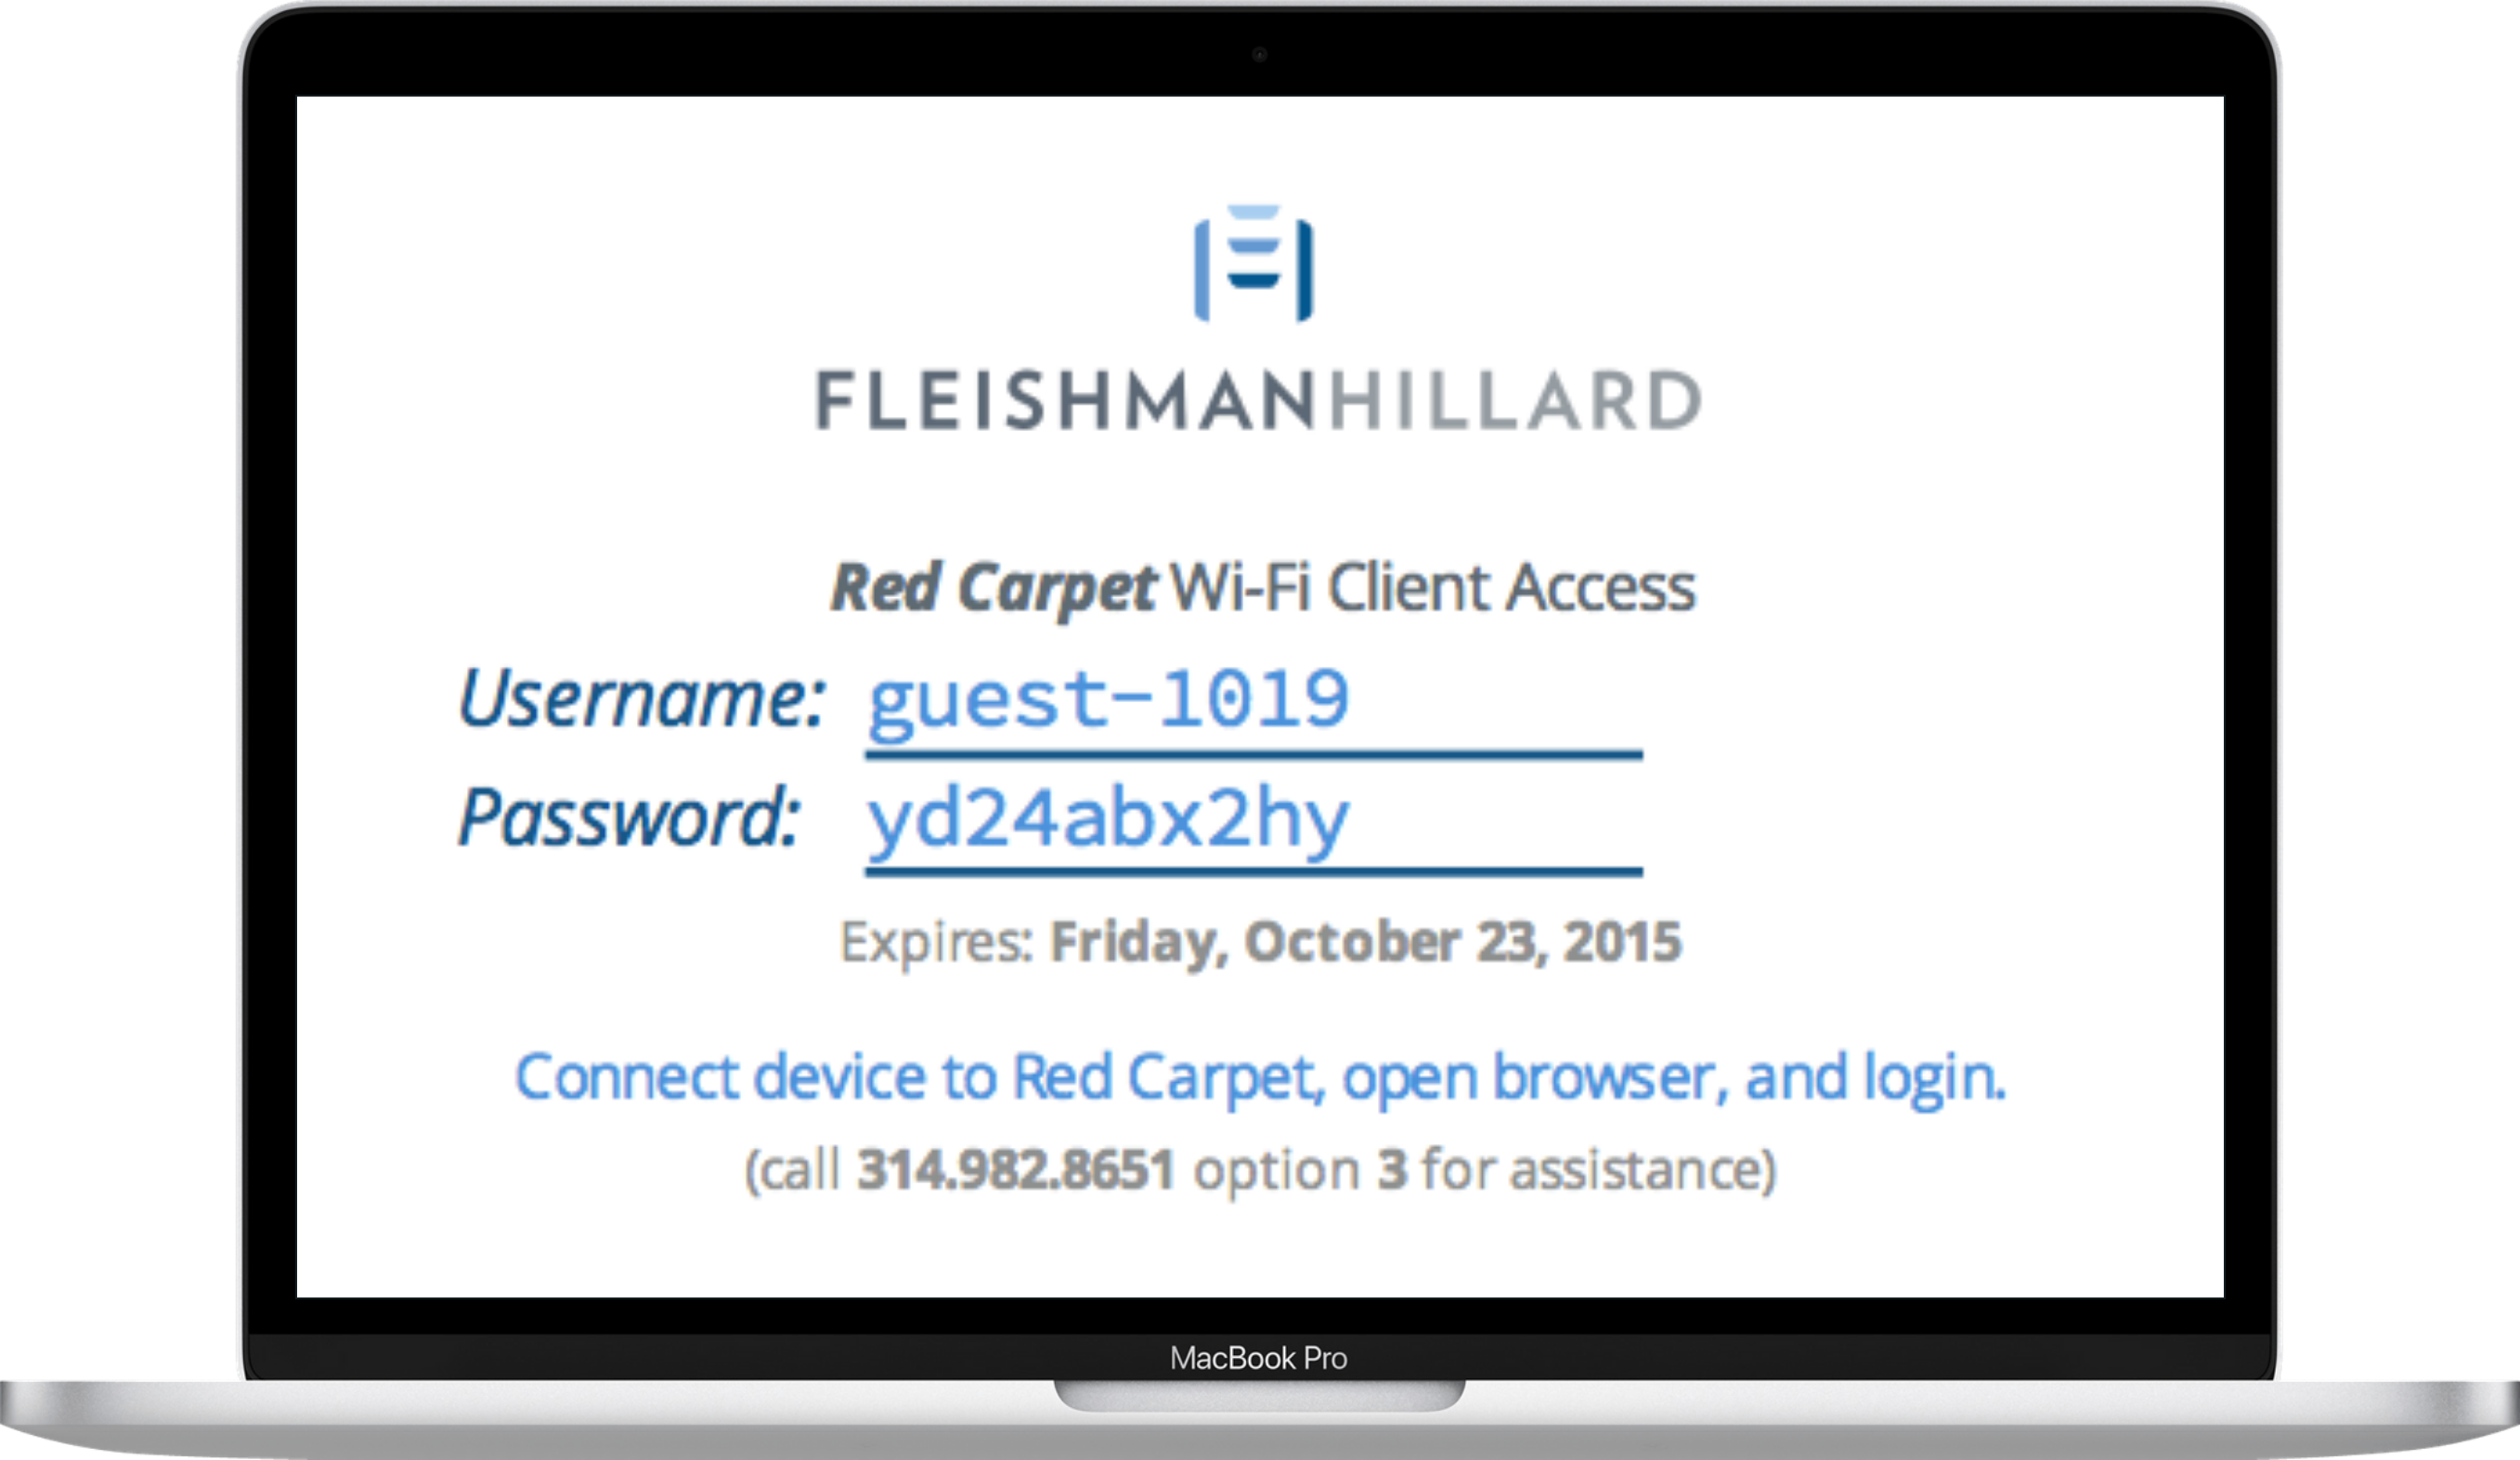 FLEISHMANHILLARD
Red Carpet Wi-Fi Client Access
Username: guest-1019
Password: yd24abx2hy
Expires: Friday, October 23, 2015
Connect device to Red Carpet, open browser, and login.
(call 314.982.8651 option 3 for assistance)
MacBook Pro